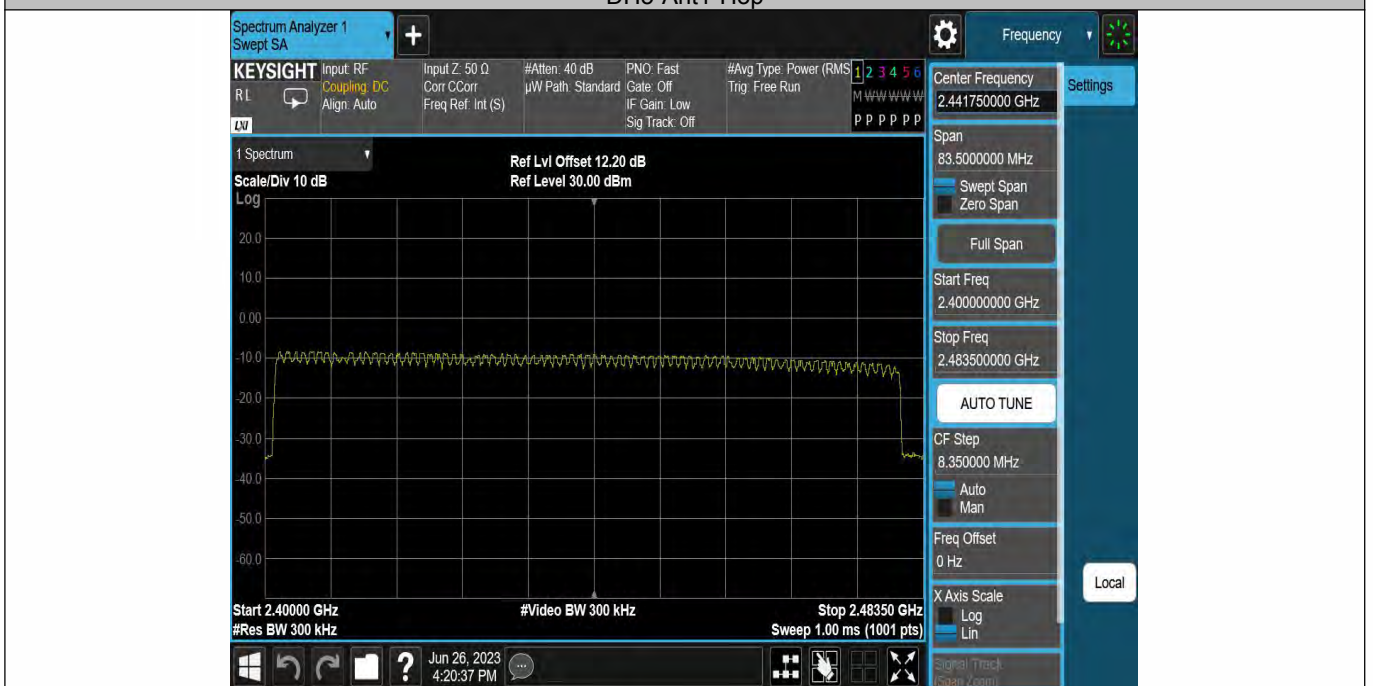 Spectrum Analyzer 1
Swept SA
Frequency
KEYSIGHT
RL
LXI
Input: RF
Coupling: DC
Align: Auto
Input Z: 50 Ω
Corr CCorr
Freq Ref: Int (S)
#Atten: 40 dB
µW Path: Standard
PNO: Fast
Gate: Off
IF Gain: Low
Sig Track: Off
#Avg Type: Power (RMS
Trig: Free Run
1 2 3 4 5 6
M W W W W W
P P P P P P
Center Frequency
2.441750000 GHz
Settings
1 Spectrum
Scale/Div 10 dB
Ref Lvl Offset 12.20 dB
Ref Level 30.00 dBm
Log
20.0
10.0
0.00
-10.0
-20.0
-30.0
-40.0
-50.0
-60.0
Start 2.40000 GHz
#Res BW 300 kHz
#Video BW 300 kHz
Stop 2.48350 GHz
Sweep 1.00 ms (1001 pts)
Span
83.5000000 MHz
Swept Span
Zero Span
Full Span
Start Freq
2.400000000 GHz
Stop Freq
2.483500000 GHz
AUTO TUNE
CF Step
8.350000 MHz
Auto
Man
Freq Offset
0 Hz
X Axis Scale
Log
Lin
Signal Track
(Span Zoom)
Local
?
Jun 26, 2023
4:20:37 PM